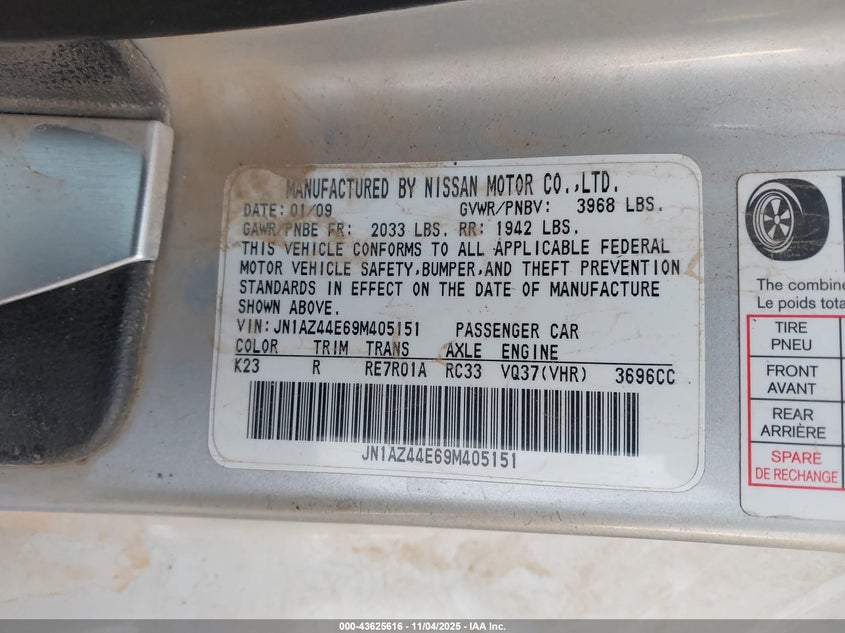 MANUFACTURED BY NISSAN MOTOR CO.,LTD.
DATE: 01/09 GVWR/PNBV: 3968 LBS.
GAWR/PNBE FR: 2033 LBS. RR: 1942 LBS.
THIS VEHICLE CONFORMS TO ALL APPLICABLE FEDERAL
MOTOR VEHICLE SAFETY,BUMPER,AND THEFT PREVENTION
STANDARDS IN EFFECT ON THE DATE OF MANUFACTURE
SHOWN ABOVE.
VIN:JN1AZ44E69M405151 PASSENGER CAR
COLOR TRIM TRANS AXLE ENGINE
K23 R RE7R01A RC33 VQ37(VHR) 3696CC
JN1AZ44E69M405151
The combine
Le poids tota
TIRE
PNEU
FRONT
AVANT
REAR
ARRIÈRE
SPARE
DE RECHANGE
000-43625616 - 11/04/2025 - IAA Inc.